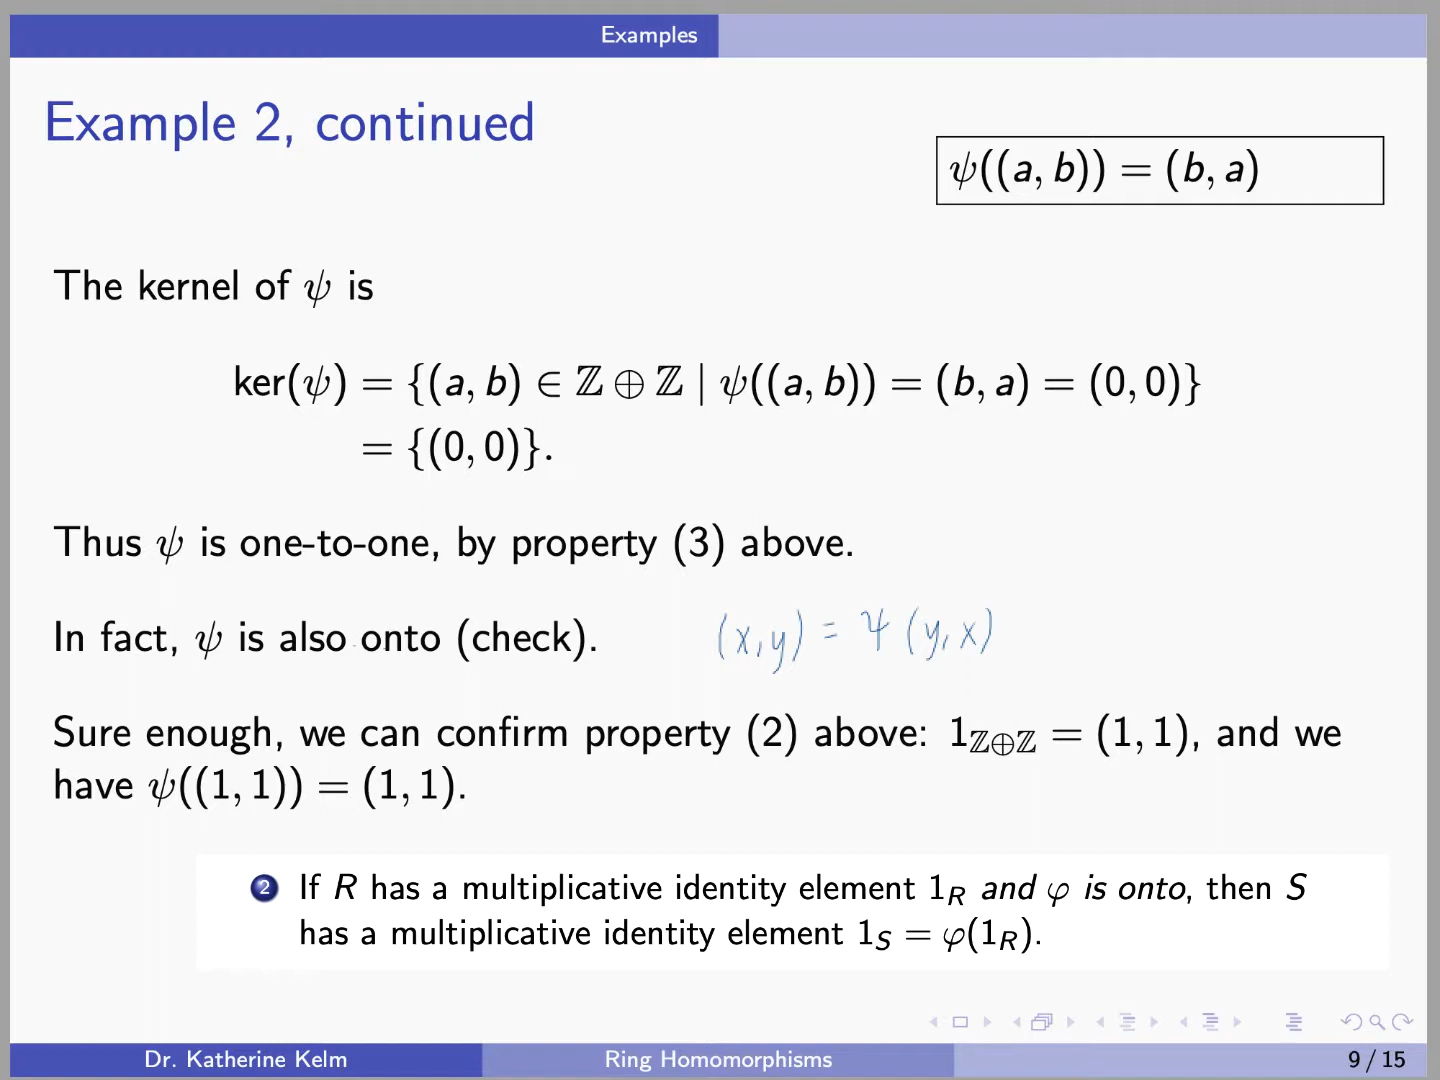 Examples
Example 2, continued
ψ((a, b)) = (b, a)
The kernel of ψ is
ker(ψ) = {(a, b) ∈ ℤ ⊕ ℤ | ψ((a, b)) = (b, a) = (0, 0)}
= {(0, 0)}.
Thus ψ is one-to-one, by property (3) above.
In fact, ψ is also onto (check). (x, y) = ψ (y, x)
Sure enough, we can confirm property (2) above: 1_{ℤ⊕ℤ} = (1, 1), and we
have ψ((1, 1)) = (1, 1).
2 If R has a multiplicative identity element 1_R and φ is onto, then S
has a multiplicative identity element 1_S = φ(1_R).
Dr. Katherine Kelm Ring Homomorphisms 9 / 15